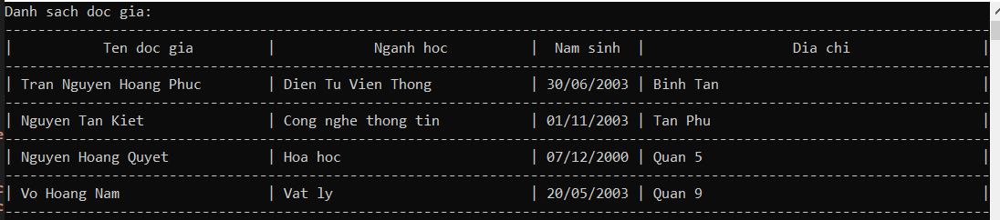 Danh sach doc gia:
------------------------------------------------------------------------------------------------------------------------
| Ten doc gia | Nganh hoc | Nam sinh | Dia chi |
------------------------------------------------------------------------------------------------------------------------
| Tran Nguyen Hoang Phuc | Dien Tu Vien Thong | 30/06/2003 | Binh Tan |
------------------------------------------------------------------------------------------------------------------------
| Nguyen Tan Kiet | Cong nghe thong tin | 01/11/2003 | Tan Phu |
------------------------------------------------------------------------------------------------------------------------
| Nguyen Hoang Quyet | Hoa hoc | 07/12/2000 | Quan 5 |
------------------------------------------------------------------------------------------------------------------------
| Vo Hoang Nam | Vat ly | 20/05/2003 | Quan 9 |
------------------------------------------------------------------------------------------------------------------------